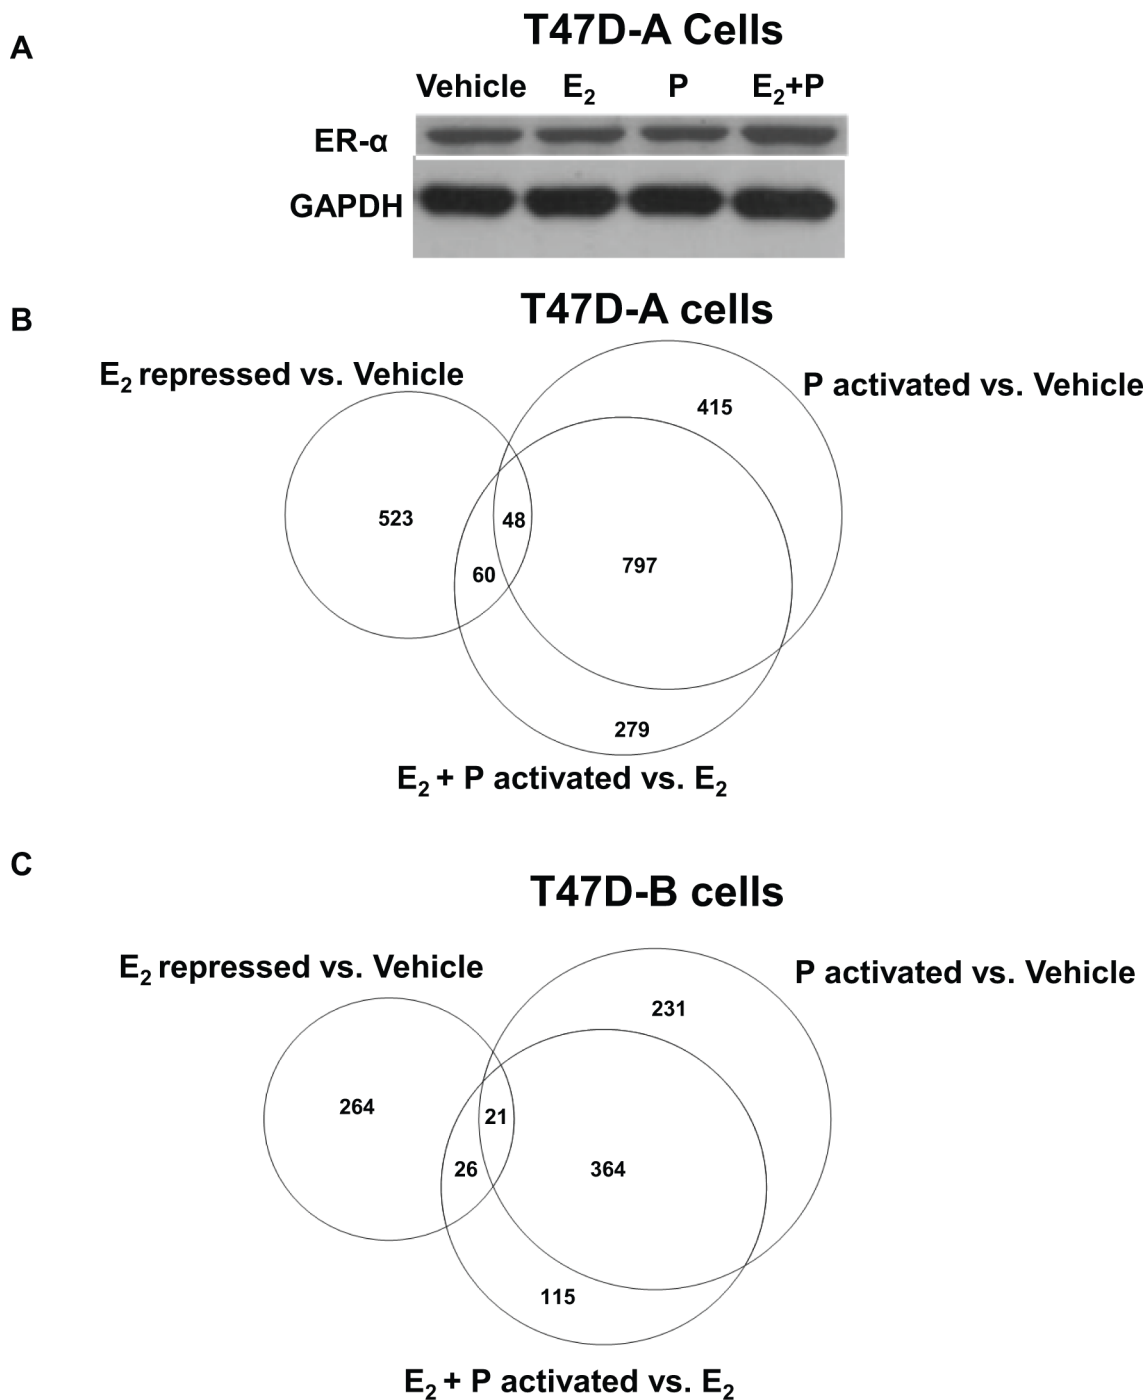 A
T47D-A Cells
Vehicle E₂ P E₂+P
ER-α
GAPDH
B
T47D-A cells
E₂ repressed vs. Vehicle
P activated vs. Vehicle
415
523
48
797
60
279
E₂ + P activated vs. E₂
C
T47D-B cells
E₂ repressed vs. Vehicle
P activated vs. Vehicle
231
264
21
26
364
115
E₂ + P activated vs. E₂